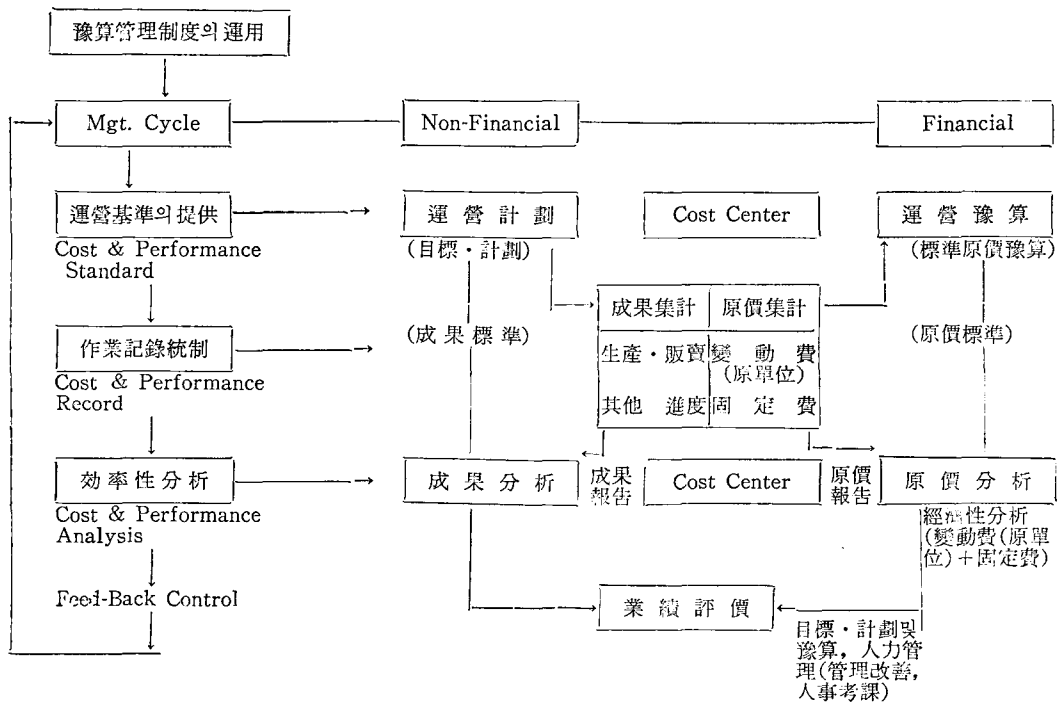 豫算管理制度의運用
Mgt. Cycle
Non-Financial
Financial
運營基準의提供
Cost & Performance
Standard
運 營 計 劃
(目標・計劃)
Cost Center
運 營 豫 算
(標準原價豫算)
成果集計
原價集計
(成 果 標 準)
(原價標準)
作業記錄統制
Cost & Performance
Record
生產・販賣
變 動 費
(原單位)
其他 進度
固 定 費
効率性分析
Cost & Performance
Analysis
成 果 分 析
成果
報告
Cost Center
原價
報告
原 價 分 析
經濟性分析
(變動費(原單
位)+固定費)
Feed-Back Control
業 績 評 價
目標・計劃및
豫算, 人力管
理(管理改善,
人事考課)